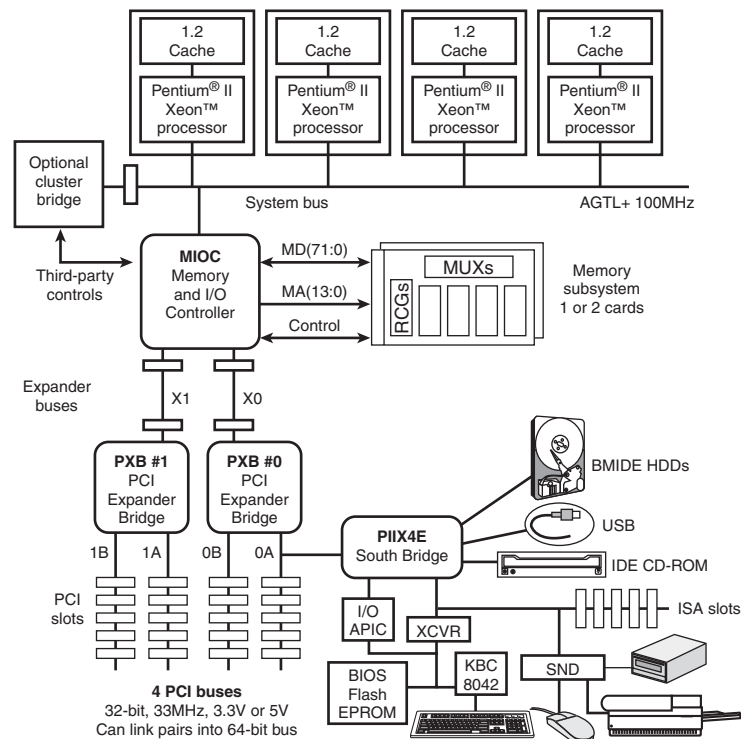 1.2
Cache
Pentium® II
Xeon™
processor
1.2
Cache
Pentium® II
Xeon™
processor
1.2
Cache
Pentium® II
Xeon™
processor
1.2
Cache
Pentium® II
Xeon™
processor
Optional
cluster
bridge
System bus
AGTL+ 100MHz
Third-party
controls
MIOC
Memory
and I/O
Controller
MD(71:0)
MA(13:0)
Control
MUXs
RCGs
Memory
subsystem
1 or 2 cards
Expander
buses
X1
X0
PXB #1
PCI
Expander
Bridge
PXB #0
PCI
Expander
Bridge
BMIDE HDDs
USB
IDE CD-ROM
PIIX4E
South Bridge
1B
1A
0B
0A
PCI
slots
I/O
APIC
XCVR
ISA slots
BIOS
Flash
EPROM
KBC
8042
SND
4 PCI buses
32-bit, 33MHz, 3.3V or 5V
Can link pairs into 64-bit bus